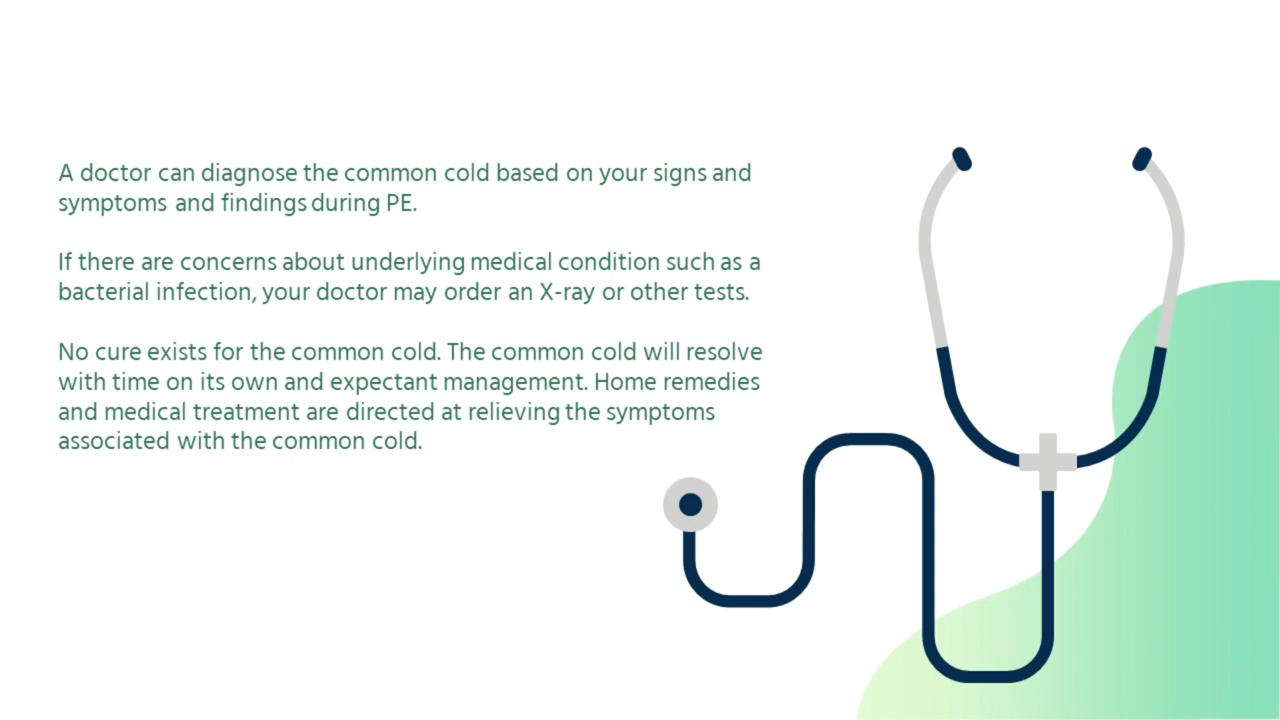 A doctor can diagnose the common cold based on your signs and
symptoms and findings during PE.
If there are concerns about underlying medical condition such as a
bacterial infection, your doctor may order an X-ray or other tests.
No cure exists for the common cold. The common cold will resolve
with time on its own and expectant management. Home remedies
and medical treatment are directed at relieving the symptoms
associated with the common cold.